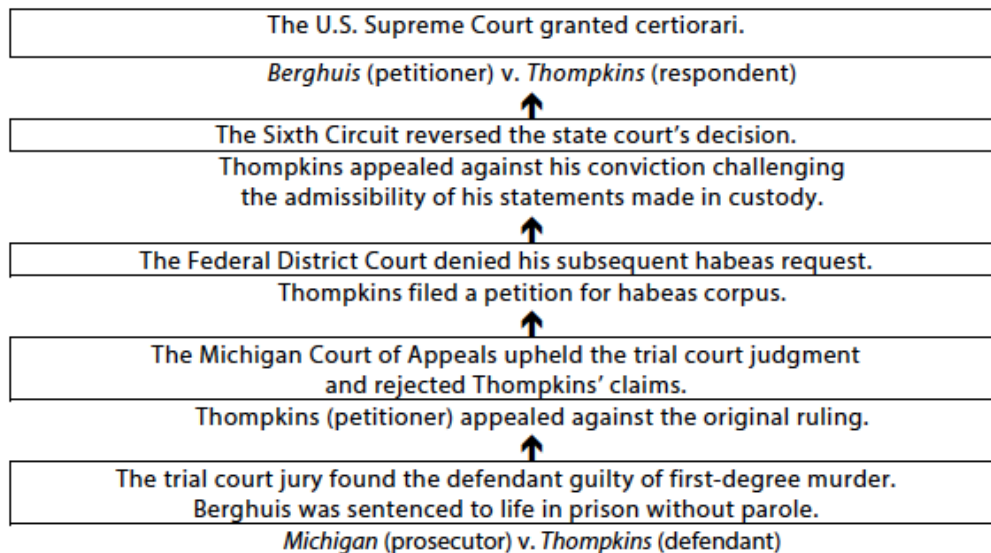 The U.S. Supreme Court granted certiorari.
Berghuis (petitioner) v. Thompkins (respondent)
The Sixth Circuit reversed the state court's decision.
Thompkins appealed against his conviction challenging
the admissibility of his statements made in custody.
The Federal District Court denied his subsequent habeas request.
Thompkins filed a petition for habeas corpus.
The Michigan Court of Appeals upheld the trial court judgment
and rejected Thompkins' claims.
Thompkins (petitioner) appealed against the original ruling.
The trial court jury found the defendant guilty of first-degree murder.
Berghuis was sentenced to life in prison without parole.
Michigan (prosecutor) v. Thompkins (defendant)